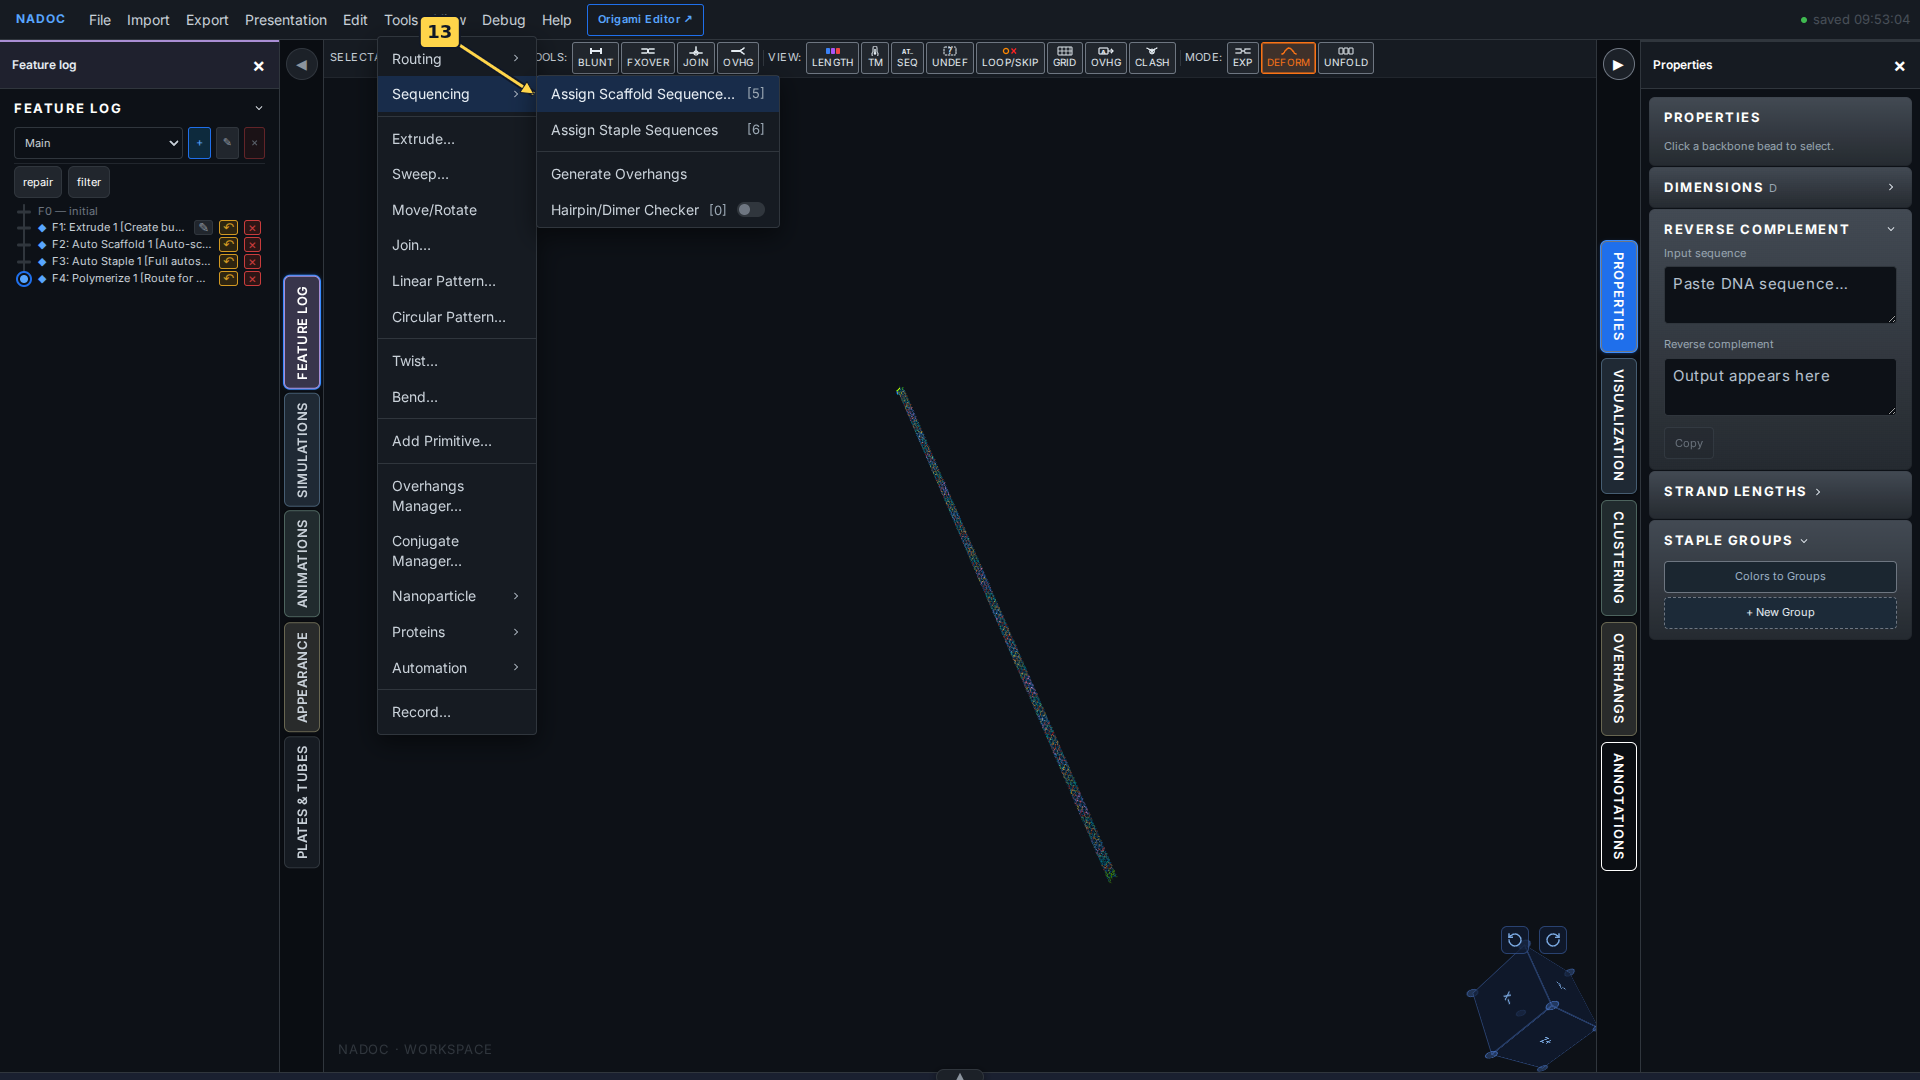 NADOC
File Import Export Presentation Edit Tools Debug Help
Origami Editor ↗
saved 09:53:04
13
Feature log
FEATURE LOG
Main
repair filter
F0 — initial
F1: Extrude 1 [Create bu...
F2: Auto Scaffold 1 [Auto-sc...
F3: Auto Staple 1 [Full autos...
F4: Polymerize 1 [Route for ...
FEATURE LOG
SIMULATIONS
ANIMATIONS
APPEARANCE
PLATES & TUBES
BLUNT FXOVER JOIN OVHG
VIEW: LENGTH TM SEQ UNDEF LOOP/SKIP GRID OVHG CLASH
MODE: EXP DEFORM UNFOLD
Routing
Sequencing
Extrude...
Sweep...
Move/Rotate
Join...
Linear Pattern...
Circular Pattern...
Twist...
Bend...
Add Primitive...
Overhangs
Manager...
Conjugate
Manager...
Nanoparticle
Proteins
Automation
Record...
Assign Scaffold Sequence... [5]
Assign Staple Sequences [6]
Generate Overhangs
Hairpin/Dimer Checker [0]
NADOC · WORKSPACE
PROPERTIES
VISUALIZATION
CLUSTERING
OVERHANGS
ANNOTATIONS
Properties
PROPERTIES
Click a backbone bead to select.
DIMENSIONS D
REVERSE COMPLEMENT
Input sequence
Paste DNA sequence...
Reverse complement
Output appears here
Copy
STRAND LENGTHS
STAPLE GROUPS
Colors to Groups
+ New Group